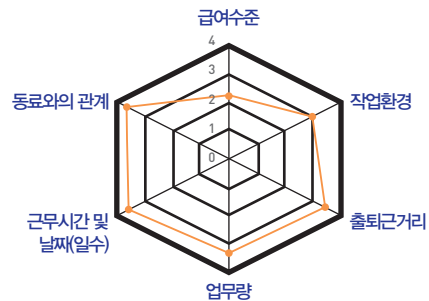 급여수준
4
3
2
1
0
동료와의 관계
작업환경
근무시간 및
날짜(일수)
출퇴근거리
업무량